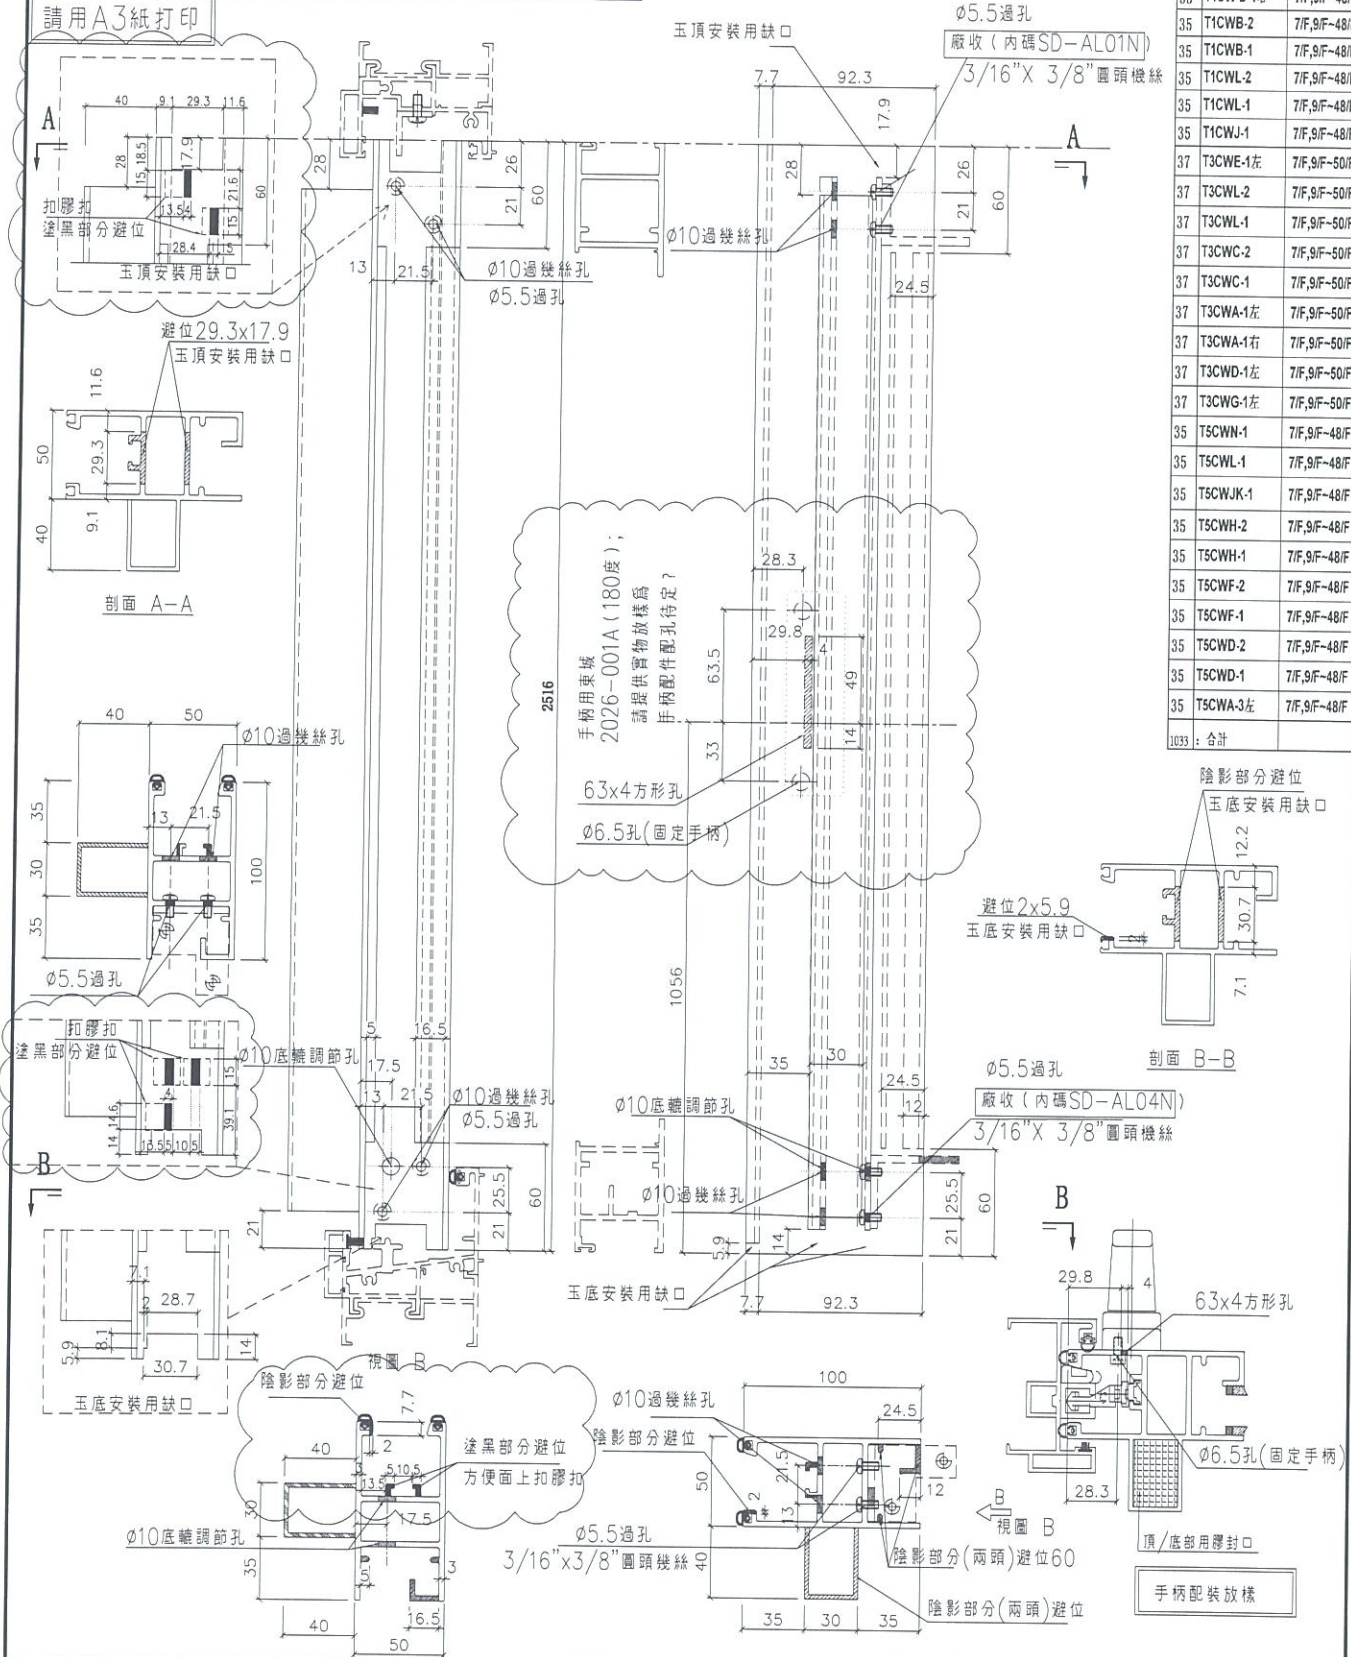 請用A3紙打印
玉頂安裝用缺口
Ø5.5過孔
廠收(內碼SD-AL01N)
3/16"X 3/8"圓頭機絲
7.7
92.3
17.9
A
A
40
9.1
29.3
11.6
28
18.5
15
17.9
21.6
15
60
13.5
4
28.4
扣膠扣
塗黑部分避位
玉頂安裝用缺口
28
26
21
60
13
21.5
Ø10過幾絲孔
Ø5.5過孔
28
26
21
60
Ø10過幾絲孔
24.5
避位29.3x17.9
玉頂安裝用缺口
11.6
50
29.3
9.1
40
剖面 A-A
35 T1CWB-2 7/F,9/F~48/
35 T1CWB-1 7/F,9/F~48/
35 T1CWL-2 7/F,9/F~48/
35 T1CWL-1 7/F,9/F~48/
35 T1CWJ-1 7/F,9/F~48/
37 T3CWE-1左 7/F,9/F~50/F
37 T3CWL-2 7/F,9/F~50/F
37 T3CWL-1 7/F,9/F~50/F
37 T3CWC-2 7/F,9/F~50/F
37 T3CWC-1 7/F,9/F~50/F
37 T3CWA-1左 7/F,9/F~50/F
37 T3CWA-1右 7/F,9/F~50/F
37 T3CWD-1左 7/F,9/F~50/F
37 T3CWG-1左 7/F,9/F~50/F
35 T5CWN-1 7/F,9/F~48/F
35 T5CWL-1 7/F,9/F~48/F
35 T5CWJK-1 7/F,9/F~48/F
35 T5CWH-2 7/F,9/F~48/F
35 T5CWH-1 7/F,9/F~48/F
35 T5CWF-2 7/F,9/F~48/F
35 T5CWF-1 7/F,9/F~48/F
35 T5CWD-2 7/F,9/F~48/F
35 T5CWD-1 7/F,9/F~48/F
35 T5CWA-3左 7/F,9/F~48/F
1033 : 合計
2516
手柄用東城
2026-001A(180度);
請提供實物放樣爲
手柄配件配孔待定?
28.3
29.8
4
63.5
49
33
14
63x4方形孔
Ø6.5孔(固定手柄)
40
50
Ø10過幾絲孔
35
13
21.5
30
100
35
Ø5.5過孔
陰影部分避位
玉底安裝用缺口
12.2
30.7
7.1
避位2x5.9
玉底安裝用缺口
2
剖面 B-B
1056
扣膠扣
塗黑部分避位
15
4
14.6
14
39.1
13.5
5
10.5
B
Ø10底轆調節孔
5
16.5
17.5
13
21.5
Ø10過幾絲孔
Ø5.5過孔
25.5
21
60
21
35
30
24.5
12
Ø10底轆調節孔
Ø10過幾絲孔
Ø5.5過孔
廠收(內碼SD-AL04N)
3/16"X 3/8"圓頭機絲
25.5
21
60
14
5.9
玉底安裝用缺口
7.7
92.3
B
7.1
2
28.7
5.9
8.1
14
30.7
玉底安裝用缺口
視圖 B
陰影部分避位
7.7
2
40
3
13.5
5
10.5
塗黑部分避位
方便面上扣膠扣
30
17.5
Ø10底轆調節孔
35
5
3
16.5
40
50
100
24.5
Ø10過幾絲孔
陰影部分避位
50
21.5
2
13
12
Ø5.5過孔
3/16"x3/8"圓頭幾絲
40
陰影部分(兩頭)避位60
陰影部分(兩頭)避位
35
30
35
B
視圖 B
29.8
4
63x4方形孔
Ø6.5孔(固定手柄)
28.3
頂/底部用膠封口
手柄配裝放樣